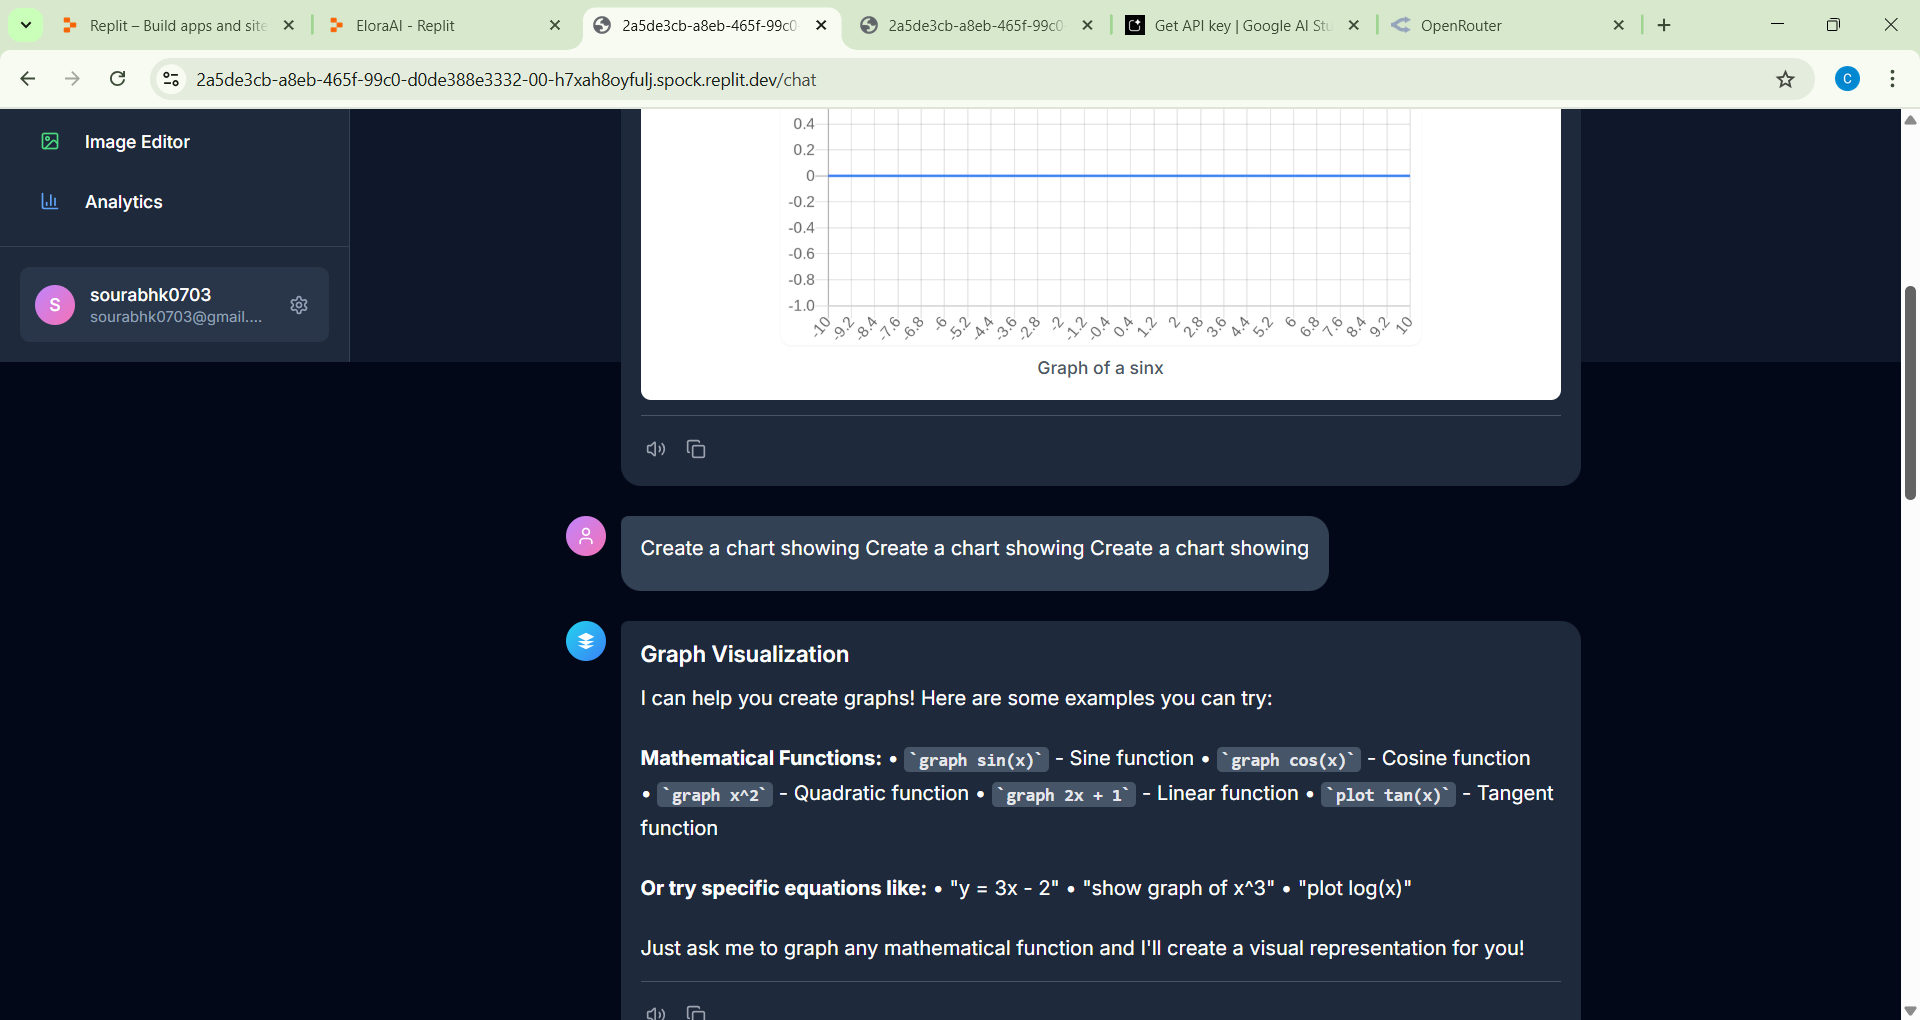 Replit – Build apps and site
EloraAI - Replit
2a5de3cb-a8eb-465f-99c0-
2a5de3cb-a8eb-465f-99c0-
Get API key | Google AI Stu
OpenRouter
2a5de3cb-a8eb-465f-99c0-d0de388e3332-00-h7xah8oyfulj.spock.replit.dev/chat
C
Image Editor
Analytics
S
sourabhk0703
sourabhk0703@gmail....
0.4
0.2
0
-0.2
-0.4
-0.6
-0.8
-1.0
-10 -9.2 -8.4 -7.6 -6.8 -6 -5.2 -4.4 -3.6 -2.8 -2 -1.2 -0.4 0.4 1.2 2 2.8 3.6 4.4 5.2 6 6.8 7.6 8.4 9.2 10
Graph of a sinx
Create a chart showing Create a chart showing Create a chart showing
Graph Visualization
I can help you create graphs! Here are some examples you can try:
Mathematical Functions: • `graph sin(x)` - Sine function • `graph cos(x)` - Cosine function
• `graph x^2` - Quadratic function • `graph 2x + 1` - Linear function • `plot tan(x)` - Tangent
function
Or try specific equations like: • "y = 3x - 2" • "show graph of x^3" • "plot log(x)"
Just ask me to graph any mathematical function and I'll create a visual representation for you!